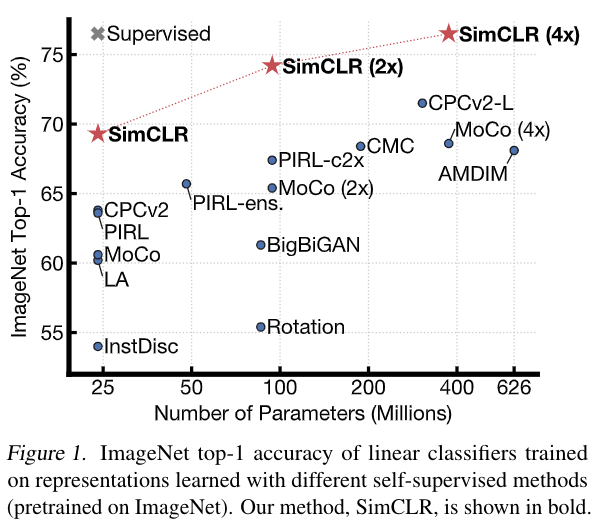 Supervised
SimCLR (4x)
SimCLR (2x)
CPCv2-L
SimCLR
MoCo (4x)
CMC
AMDIM
PIRL-c2x
MoCo (2x)
PIRL-ens.
CPCv2
PIRL
MoCo
LA
BigBiGAN
Rotation
InstDisc
ImageNet Top-1 Accuracy (%)
75
70
65
60
55
25 50 100 200 400 626
Number of Parameters (Millions)
Figure 1. ImageNet top-1 accuracy of linear classifiers trained
on representations learned with different self-supervised methods
(pretrained on ImageNet). Our method, SimCLR, is shown in bold.